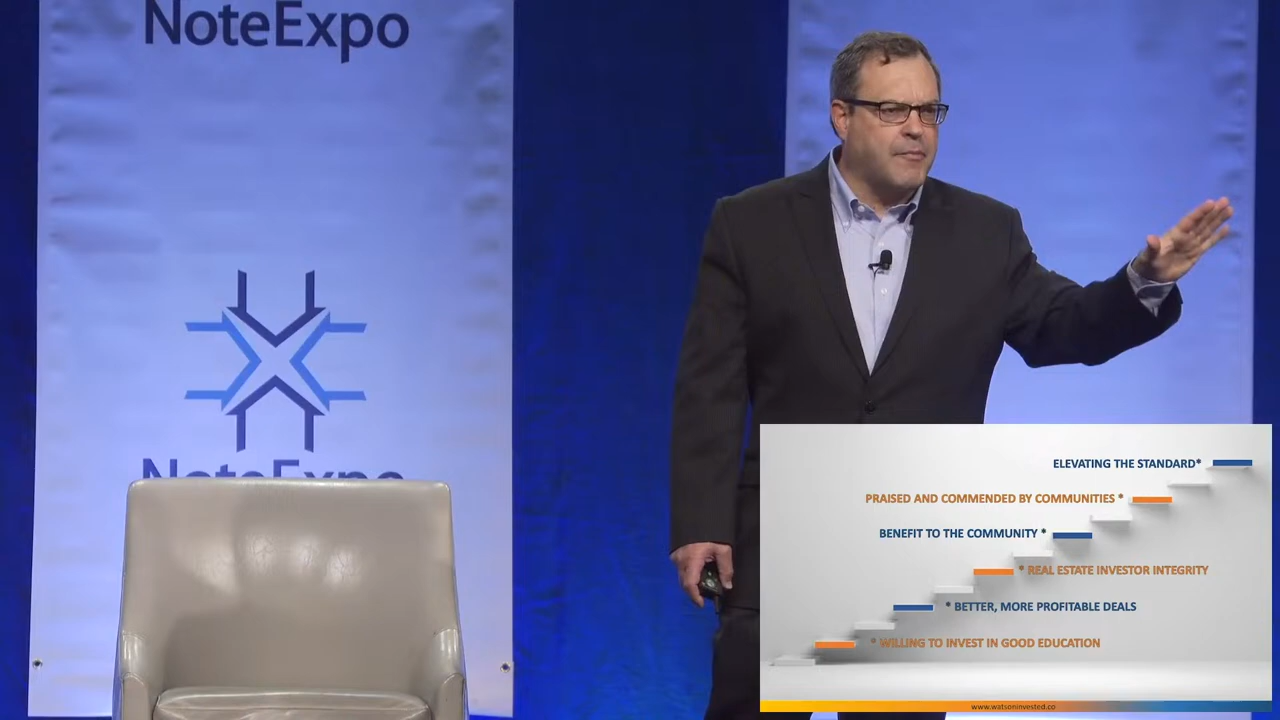 NoteExpo
NoteExpo
ELEVATING THE STANDARD*
PRAISED AND COMMENDED BY COMMUNITIES *
BENEFIT TO THE COMMUNITY *
* REAL ESTATE INVESTOR INTEGRITY
* BETTER, MORE PROFITABLE DEALS
* WILLING TO INVEST IN GOOD EDUCATION
www.watsoninvested.co